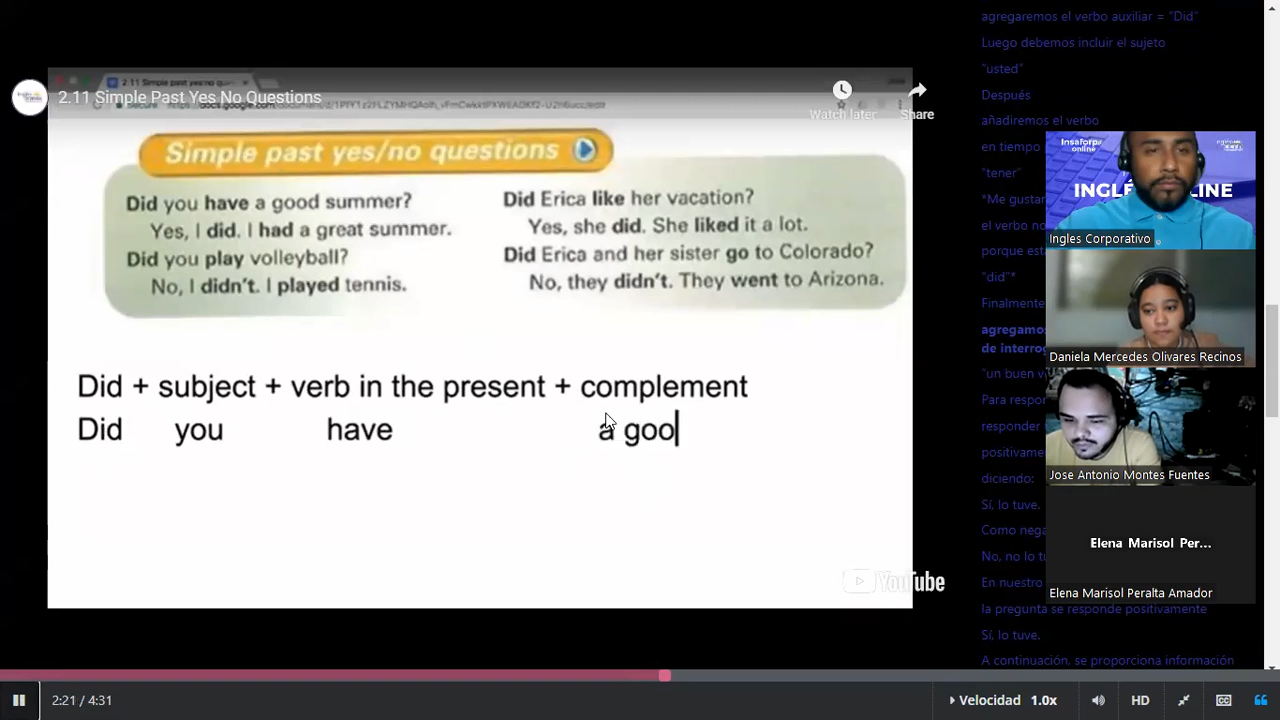 2.11 Simple Past Yes No Questions
Watch later
Share
Simple past yes/no questions
Did you have a good summer?
Yes, I did. I had a great summer.
Did you play volleyball?
No, I didn't. I played tennis.
Did Erica like her vacation?
Yes, she did. She liked it a lot.
Did Erica and her sister go to Colorado?
No, they didn't. They went to Arizona.
Did + subject + verb in the present + complement
Did you have a goo
YouTube
agregaremos el verbo auxiliar = "Did"
Luego debemos incluir el sujeto
"usted"
Después
añadiremos el verbo
en tiempo
"tener"
*Me gustar
el verbo no
porque est
"did"*
Finalmente
agregamos
de interrog
"un buen v
Para respon
responder
positivame
diciendo:
Sí, lo tuve.
Como nega
No, no lo tu
En nuestro
la pregunta se responde positivamente
Sí, lo tuve.
A continuación, se proporciona información
Insaforp online
INGLÉ
LINE
Ingles Corporativo
Daniela Mercedes Olivares Recinos
Jose Antonio Montes Fuentes
Elena Marisol Per...
Elena Marisol Peralta Amador
2:21 / 4:31
Velocidad 1.0x
HD
CC